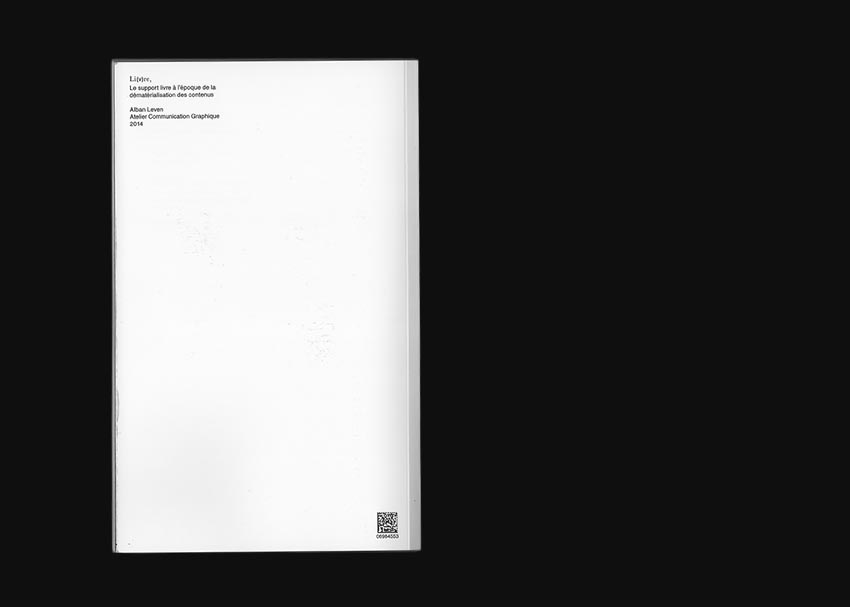 Li(v)re,
Le support livre à l'époque de la
dématérialisation des contenus
Alban Leven
Atelier Communication Graphique
2014
06984553